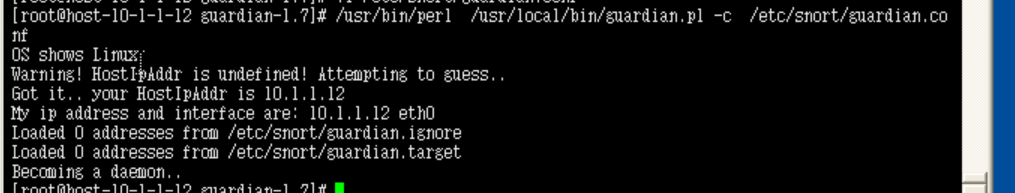 [root@host-10-1-1-12 guardian-1.7]# /usr/bin/perl  /usr/local/bin/guardian.pl -c  /etc/snort/guardian.co
nf
OS shows Linux
Warning! HostIpAddr is undefined! Attempting to guess..
Got it.. your HostIpAddr is 10.1.1.12
My ip address and interface are: 10.1.1.12 eth0
Loaded 0 addresses from /etc/snort/guardian.ignore
Loaded 0 addresses from /etc/snort/guardian.target
Becoming a daemon..
[root@host-10-1-1-12 guardian-1.7]#